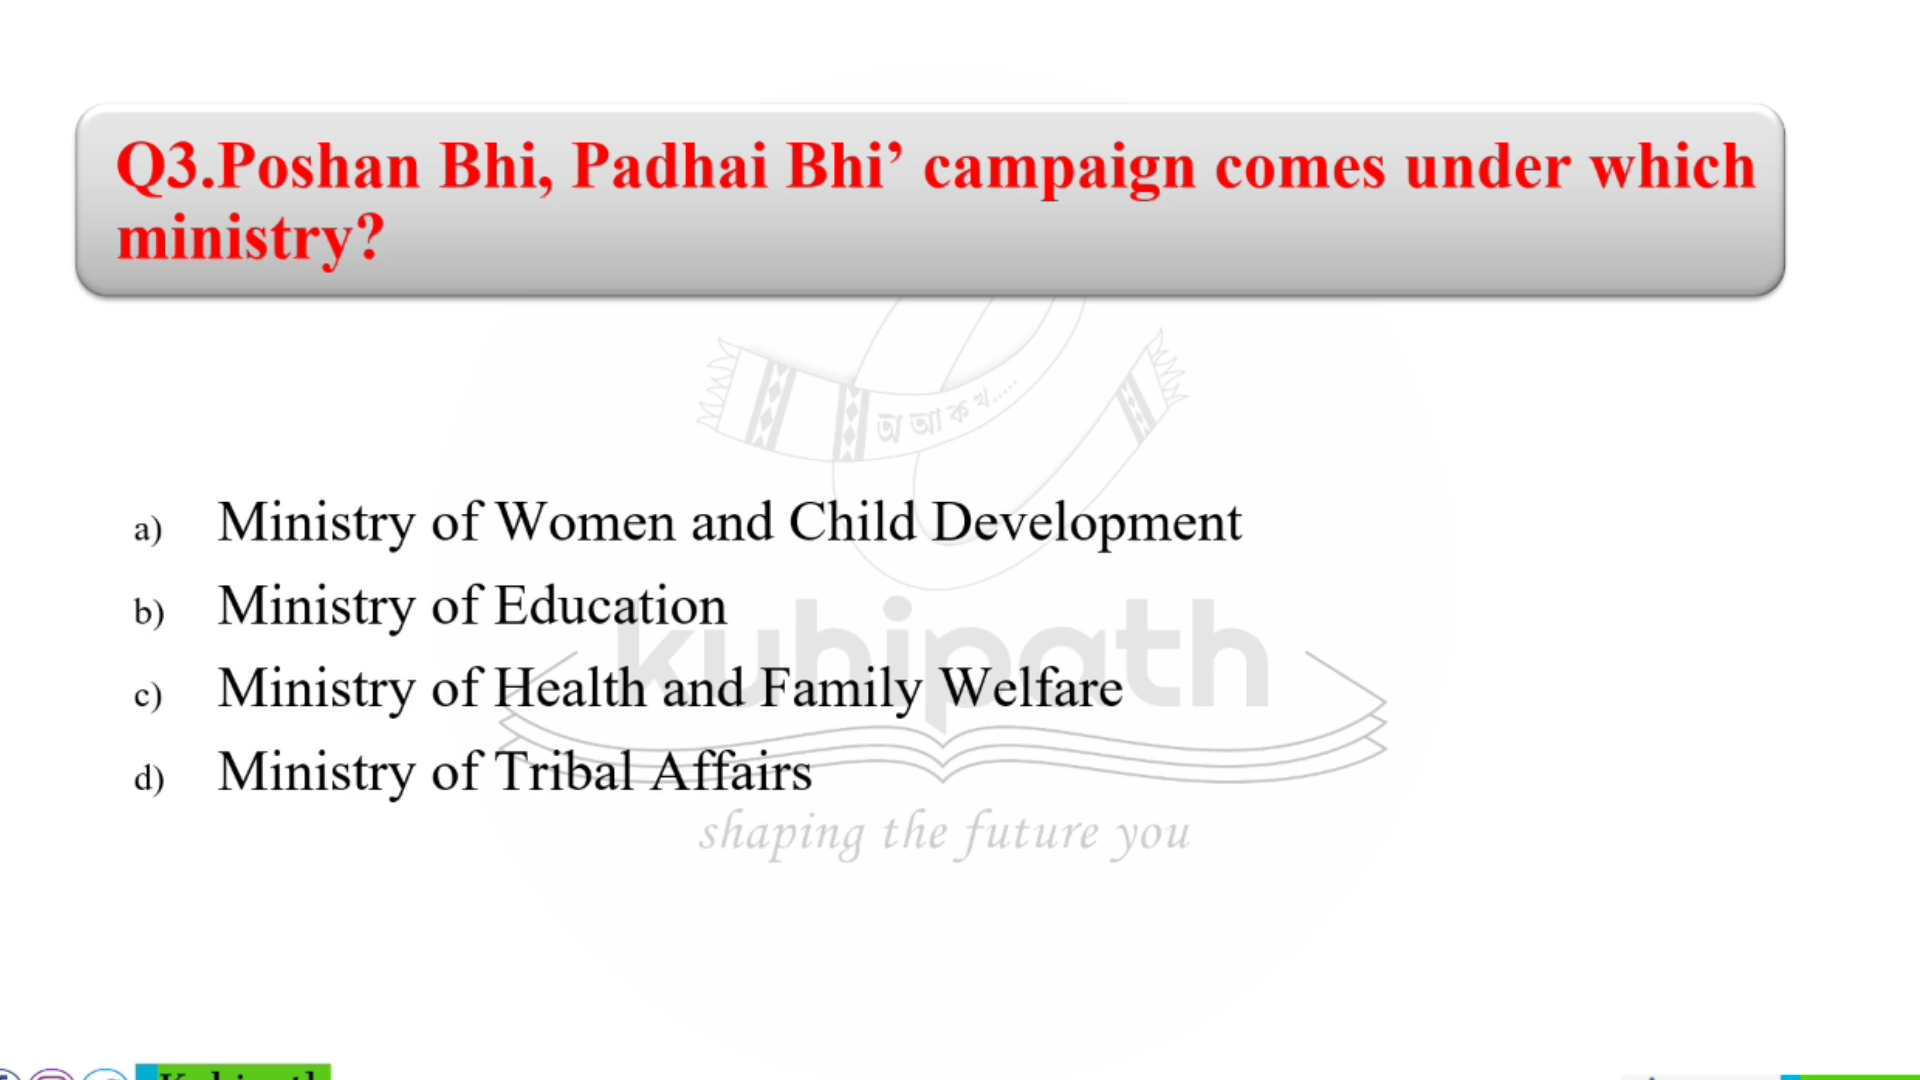 Q3.Poshan Bhi, Padhai Bhi’ campaign comes under which
ministry?
অ আ ক খ.....
a) Ministry of Women and Child Development
b) Ministry of Education
c) Ministry of Health and Family Welfare
d) Ministry of Tribal Affairs
kuhipath
shaping the future you